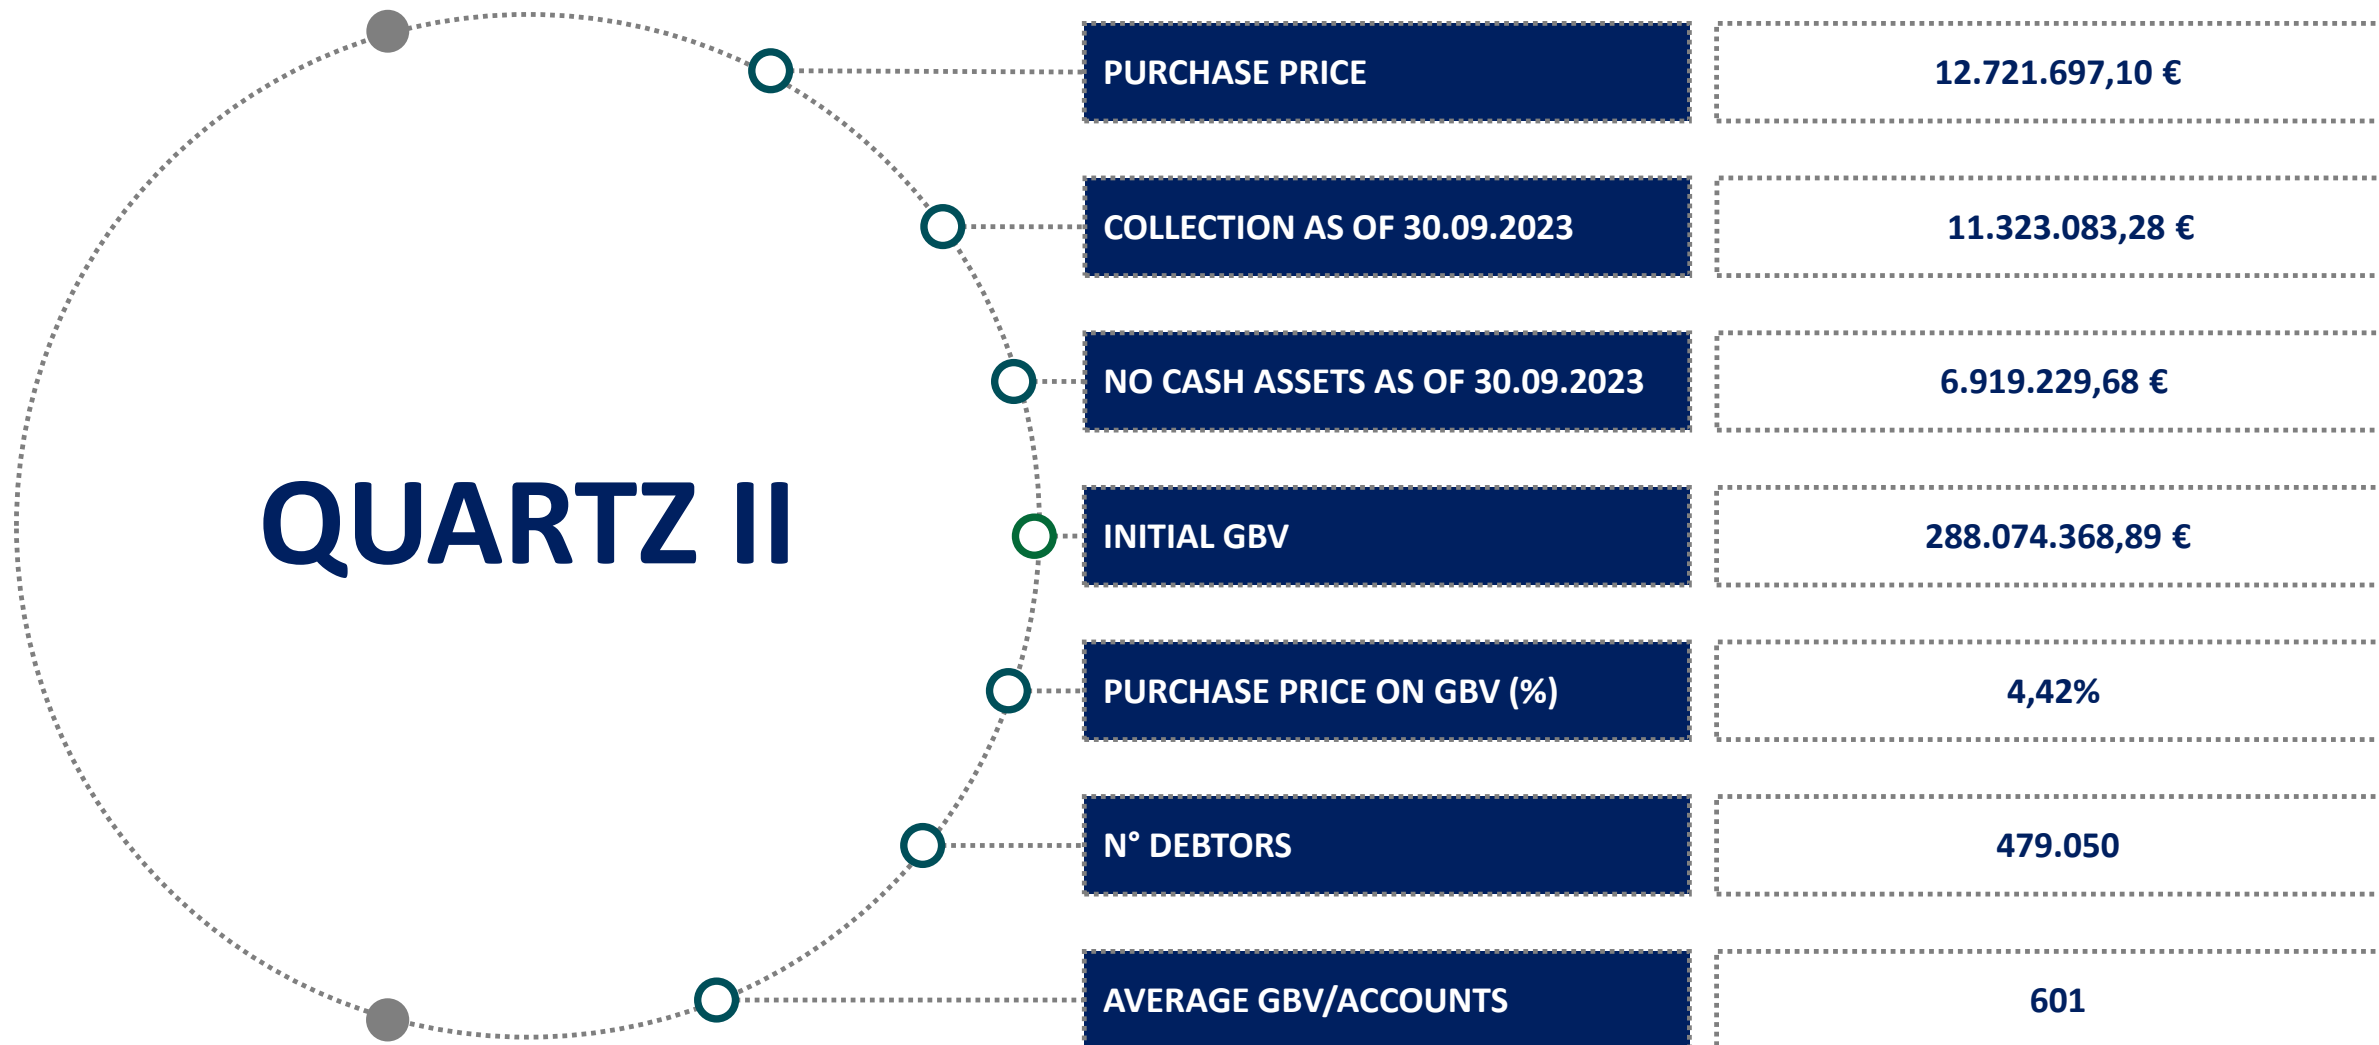 QUARTZ II
PURCHASE PRICE
12.721.697,10 €
COLLECTION AS OF 30.09.2023
11.323.083,28 €
NO CASH ASSETS AS OF 30.09.2023
6.919.229,68 €
INITIAL GBV
288.074.368,89 €
PURCHASE PRICE ON GBV (%)
4,42%
N° DEBTORS
479.050
AVERAGE GBV/ACCOUNTS
601